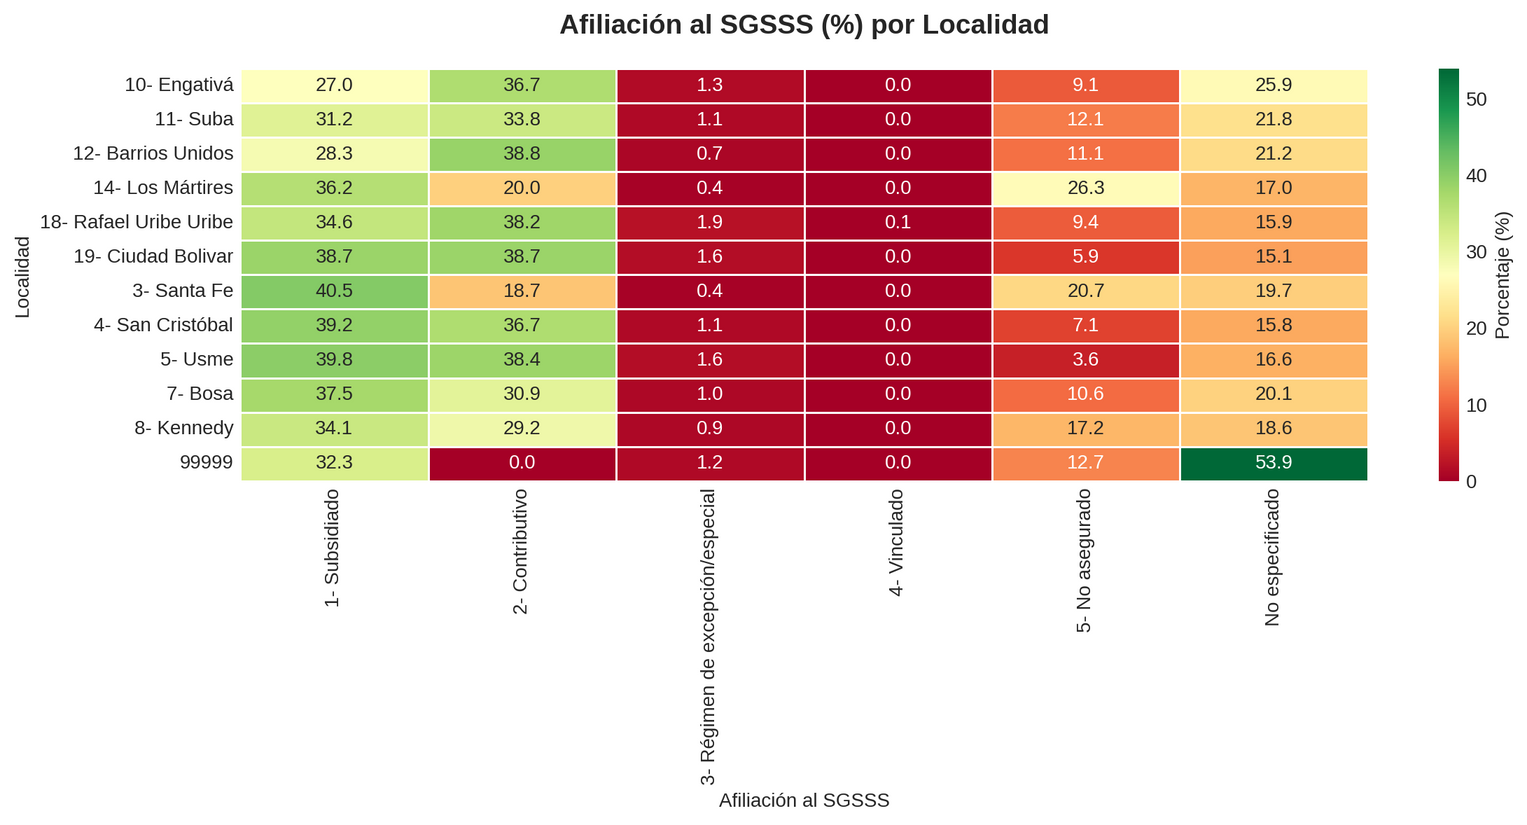 Afiliación al SGSSS (%) por Localidad
Localidad
10- Engativá 27.0 36.7 1.3 0.0 9.1 25.9
11- Suba 31.2 33.8 1.1 0.0 12.1 21.8
12- Barrios Unidos 28.3 38.8 0.7 0.0 11.1 21.2
14- Los Mártires 36.2 20.0 0.4 0.0 26.3 17.0
18- Rafael Uribe Uribe 34.6 38.2 1.9 0.1 9.4 15.9
19- Ciudad Bolivar 38.7 38.7 1.6 0.0 5.9 15.1
3- Santa Fe 40.5 18.7 0.4 0.0 20.7 19.7
4- San Cristóbal 39.2 36.7 1.1 0.0 7.1 15.8
5- Usme 39.8 38.4 1.6 0.0 3.6 16.6
7- Bosa 37.5 30.9 1.0 0.0 10.6 20.1
8- Kennedy 34.1 29.2 0.9 0.0 17.2 18.6
99999 32.3 0.0 1.2 0.0 12.7 53.9
1- Subsidiado
2- Contributivo
3- Régimen de excepción/especial
4- Vinculado
5- No asegurado
No especificado
Afiliación al SGSSS
50
40
30
20
10
0
Porcentaje (%)